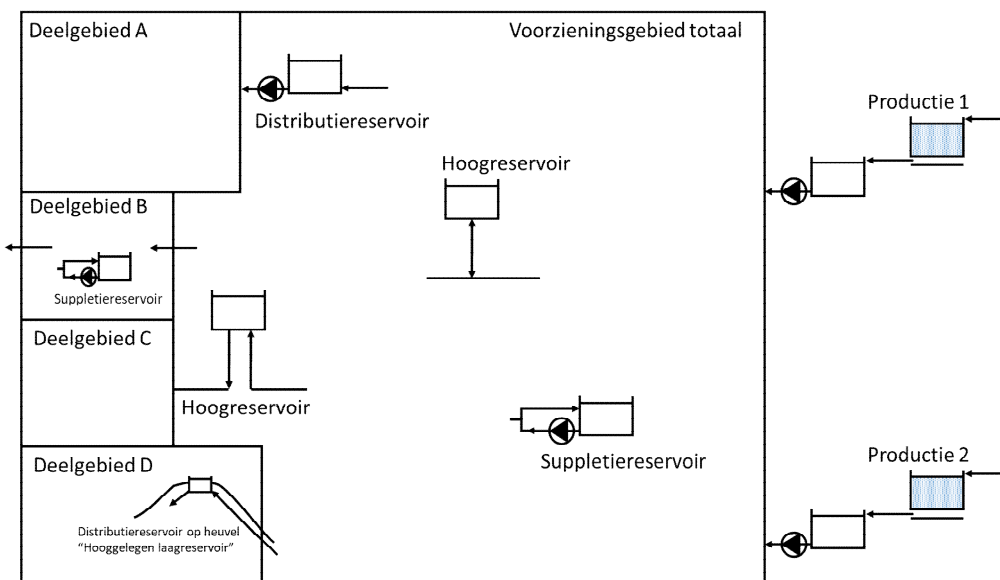 Deelgebied A
Voorzieningsgebied totaal
Distributiereservoir
Productie 1
Hoogreservoir
Deelgebied B
Suppletiereservoir
Deelgebied C
Hoogreservoir
Suppletiereservoir
Productie 2
Deelgebied D
Distributiereservoir op heuvel
“Hooggelegen laagreservoir”